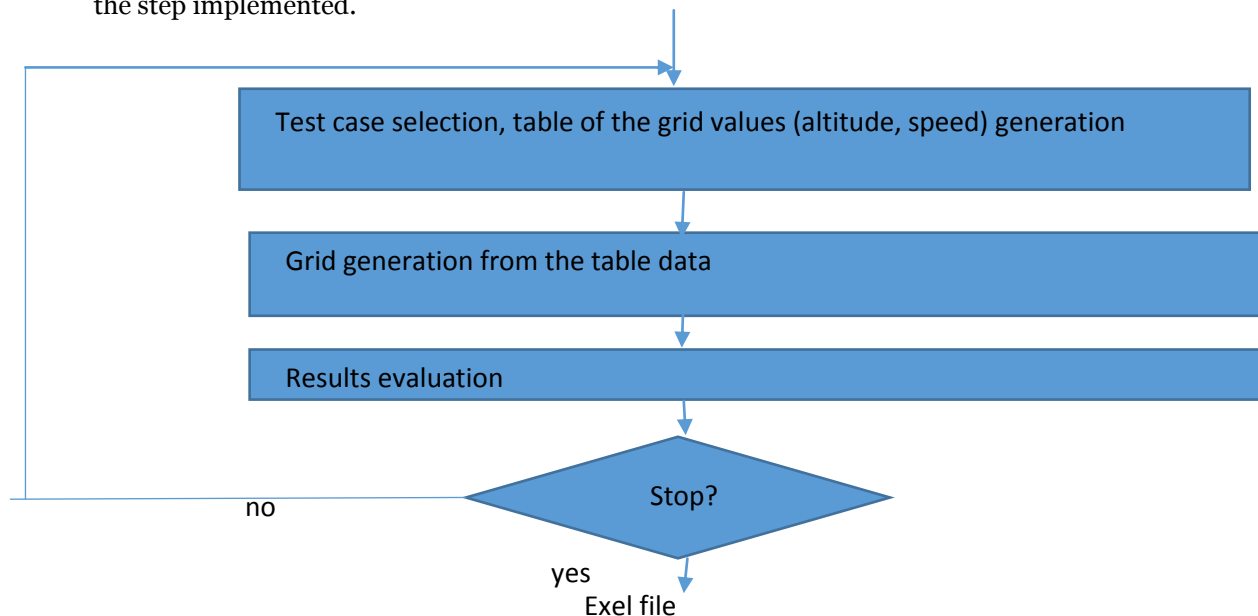 the step implemented.
Test case selection, table of the grid values (altitude, speed) generation
Grid generation from the table data
Results evaluation
Stop?
no
yes
Exel file